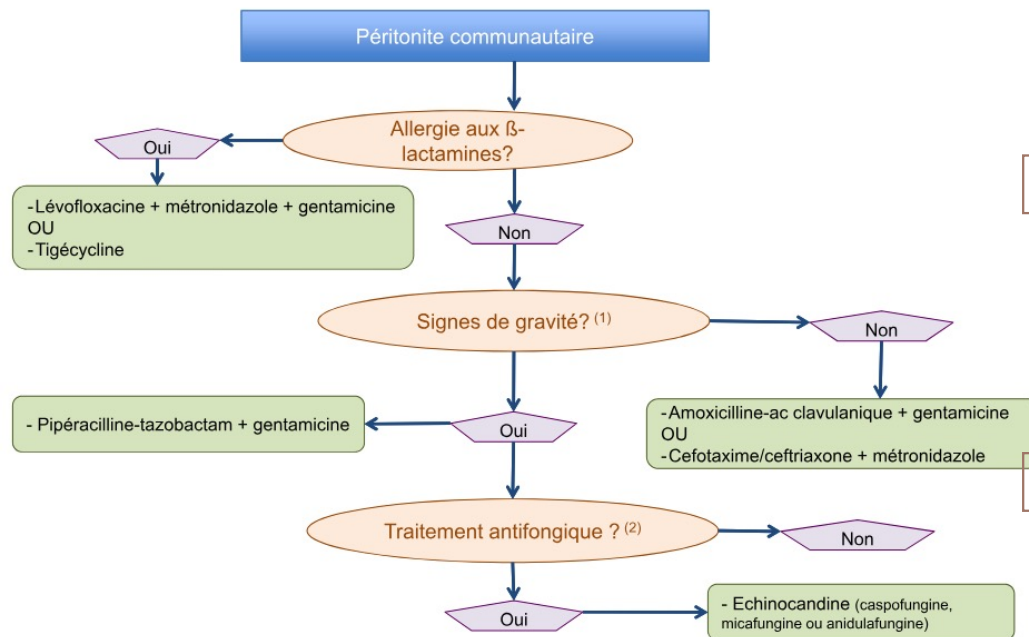 Péritonite communautaire
Allergie aux ß-
lactamines?
Oui
- Lévofloxacine + métronidazole + gentamicine
OU
- Tigécycline
Non
Signes de gravité? (1)
Non
- Pipéracilline-tazobactam + gentamicine
Oui
- Amoxicilline-ac clavulanique + gentamicine
OU
- Cefotaxime/ceftriaxone + métronidazole
Traitement antifongique ? (2)
Non
Oui
- Echinocandine (caspofungine,
micafungine ou anidulafungine)